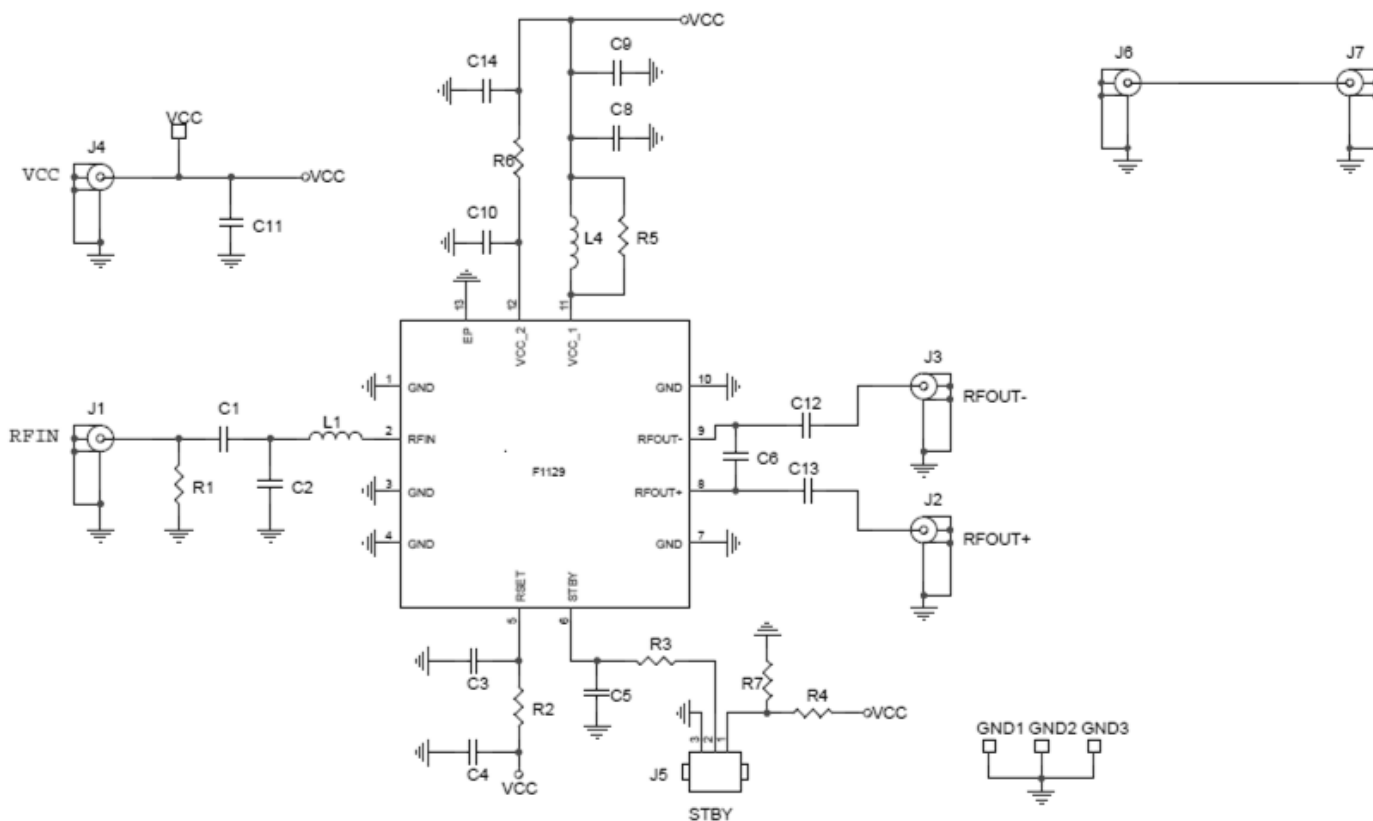 VCC
C9
C14
J6
J7
VCC
C8
J4
R6
VCC
VCC
C10
C11
L4
R5
13
12
11
EP
VCC_2
VCC_1
J3
1
GND
GND
10
RFOUT-
J1
C1
C12
L1
RFIN
2
RFIN
RFOUT-
9
C6
F1129
C13
R1
C2
3
GND
RFOUT+
8
J2
4
GND
GND
7
RFOUT+
RSET
STBY
5
6
R3
C3
R7
R4
C5
R2
VCC
3
2
1
GND1
GND2
GND3
C4
J5
VCC
STBY